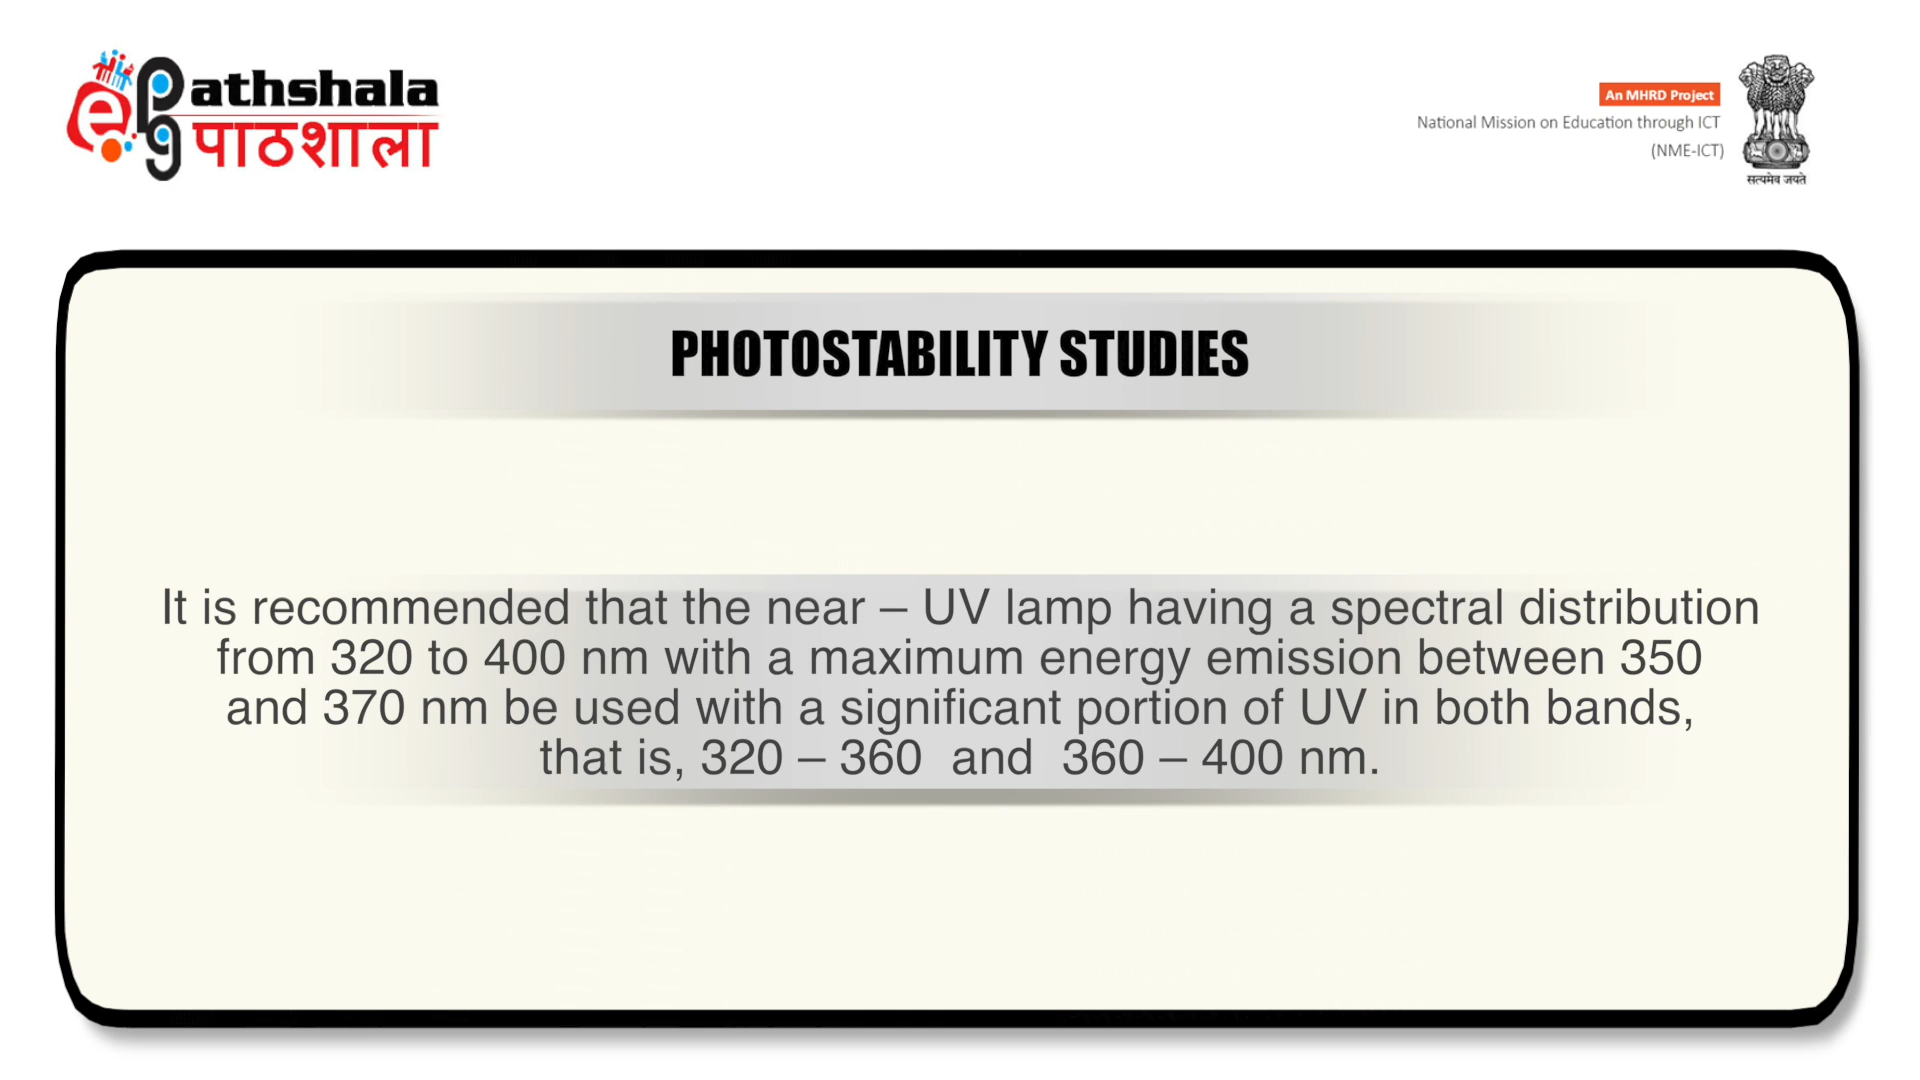 e pg Pathshala
पाठशाला
An MHRD Project
National Mission on Education through ICT
(NME-ICT)
सत्यमेव जयते
PHOTOSTABILITY STUDIES
It is recommended that the near – UV lamp having a spectral distribution
from 320 to 400 nm with a maximum energy emission between 350
and 370 nm be used with a significant portion of UV in both bands,
that is, 320 – 360 and 360 – 400 nm.